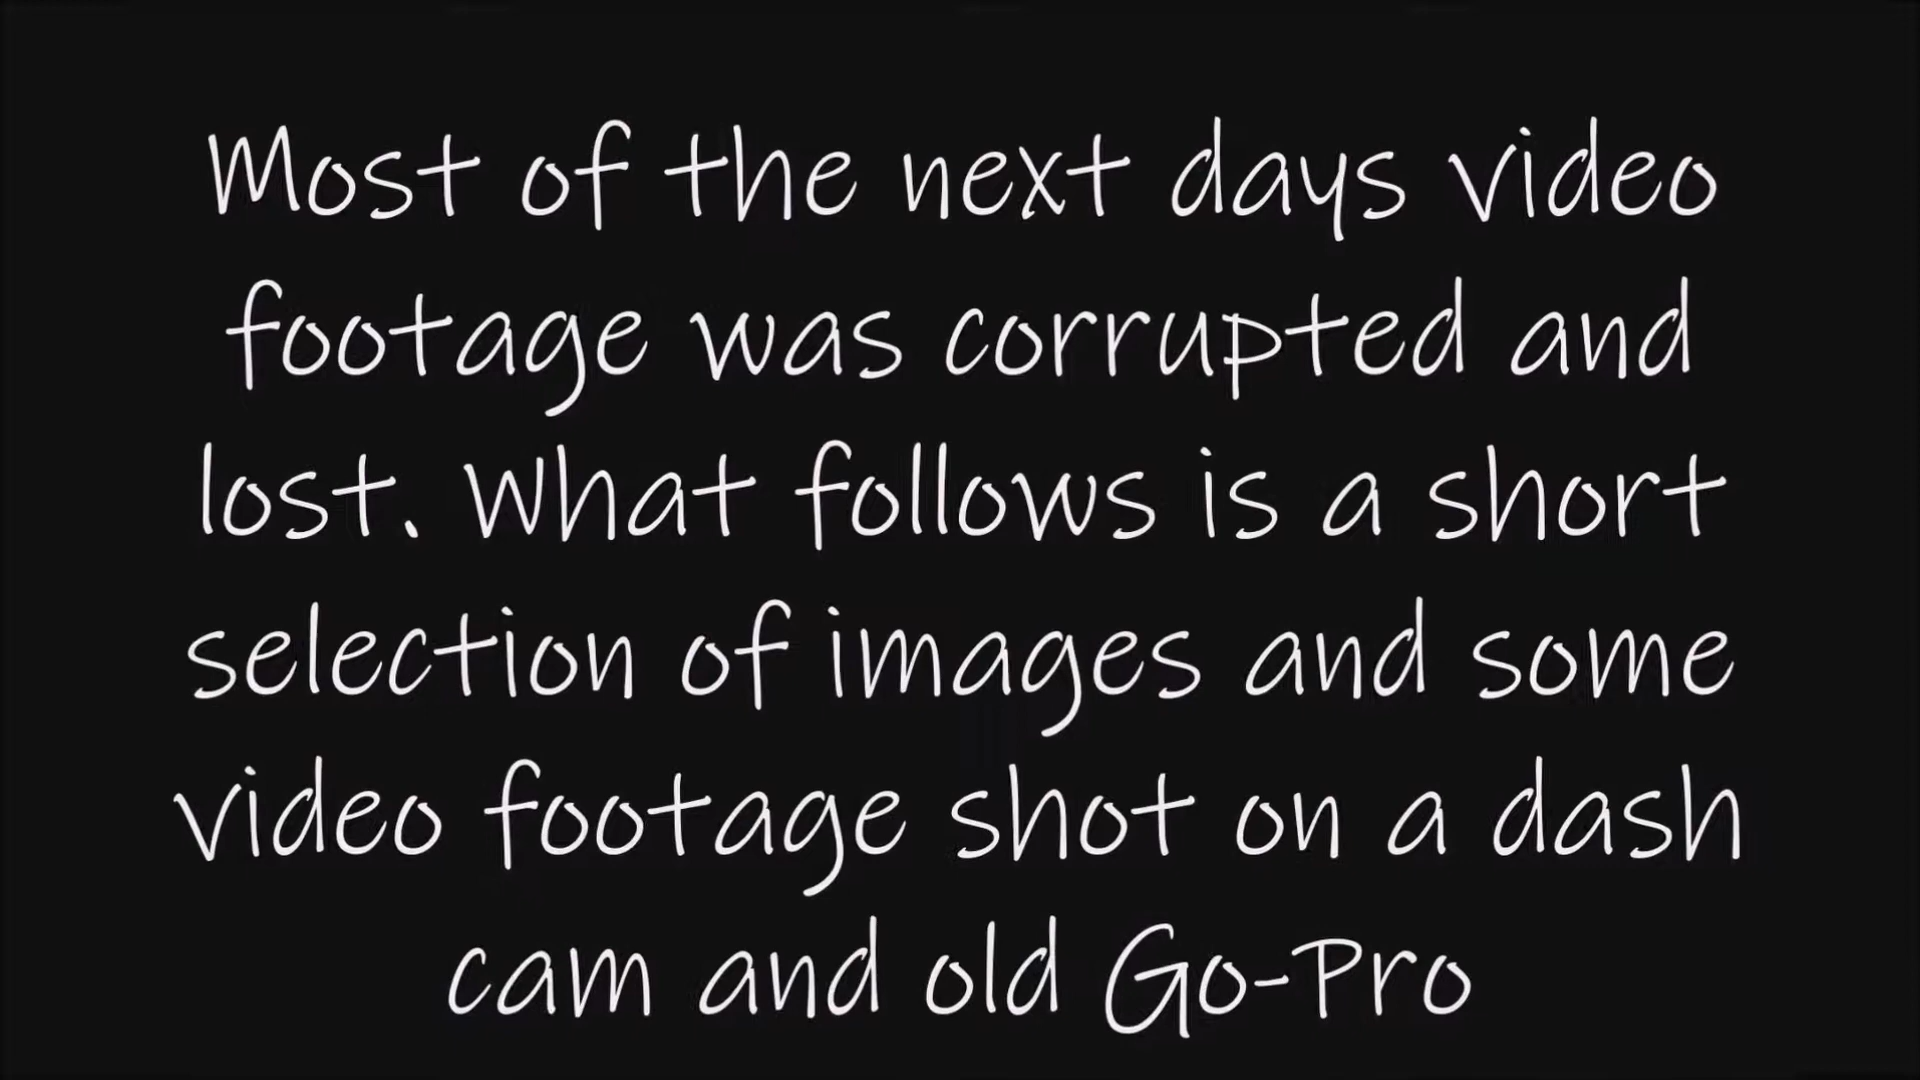 Most of the next days video
footage was corrupted and
lost. What follows is a short
selection of images and some
video footage shot on a dash
cam and old Go-Pro